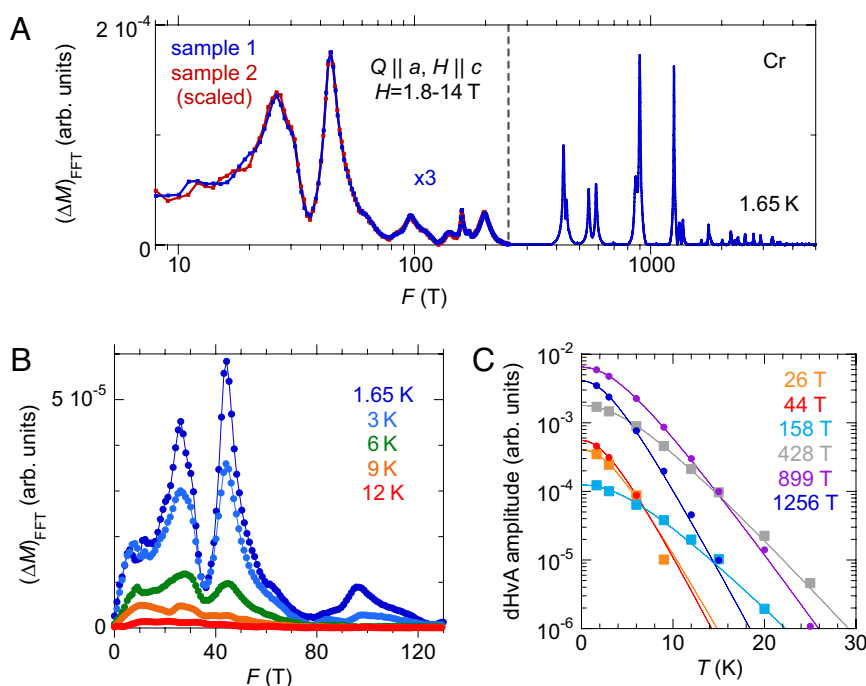 A
2 10⁻⁴
sample 1
sample 2
(scaled)
Q || a, H || c
H=1.8-14 T
Cr
x3
1.65 K
(ΔM)FFT (arb. units)
0
10
100
1000
F (T)
B
5 10⁻⁵
1.65 K
3 K
6 K
9 K
12 K
(ΔM)FFT (arb. units)
0
0
40
80
120
F (T)
C
10⁻²
10⁻³
10⁻⁴
10⁻⁵
10⁻⁶
26 T
44 T
158 T
428 T
899 T
1256 T
dHvA amplitude (arb. units)
0
10
20
30
T (K)